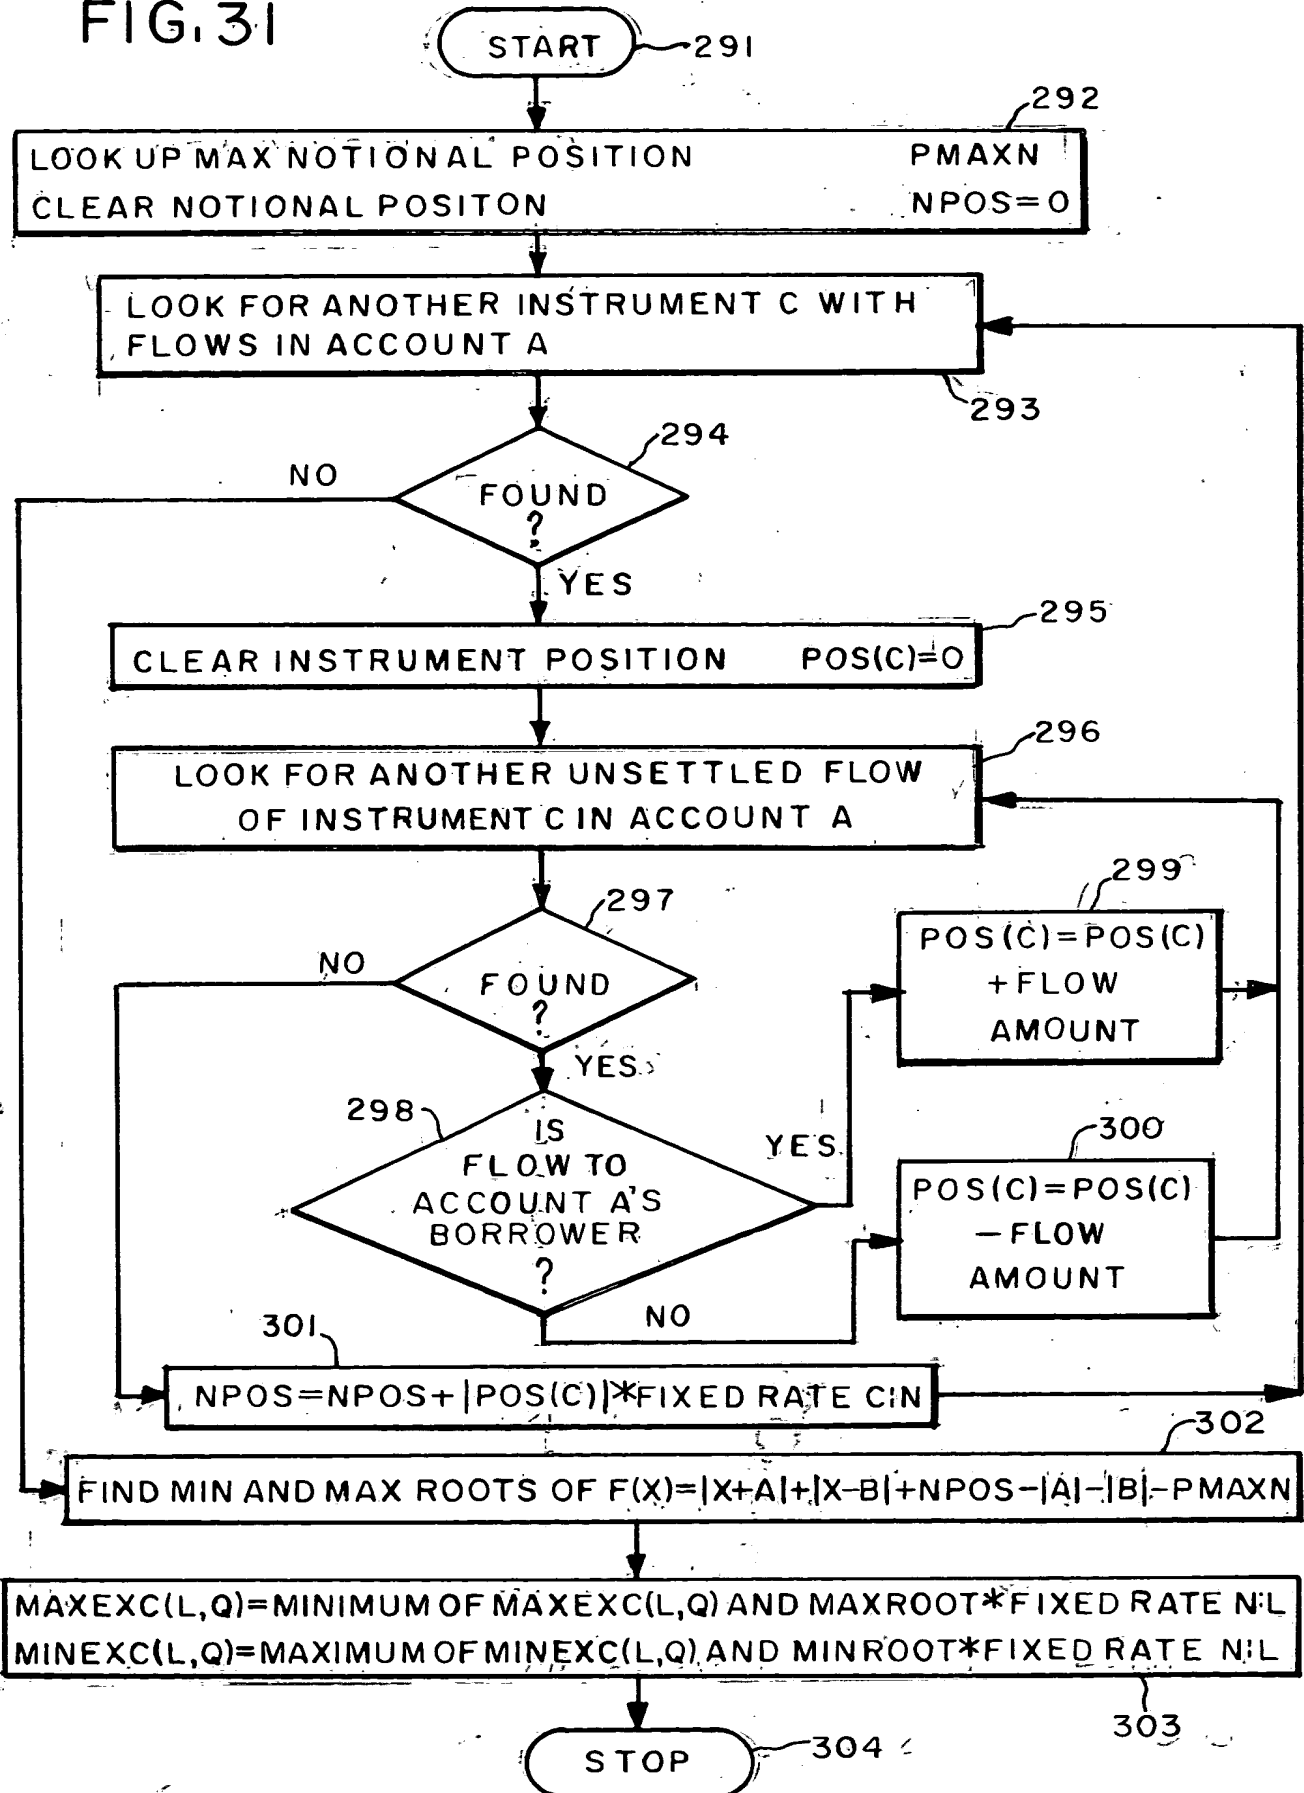 FIG. 31
START
291
292
LOOK UP MAX NOTIONAL POSITION PMAXN
CLEAR NOTIONAL POSITON NPOS=0
LOOK FOR ANOTHER INSTRUMENT C WITH
FLOWS IN ACCOUNT A
293
294
NO
FOUND
?
YES
295
CLEAR INSTRUMENT POSITION POS(C)=0
296
LOOK FOR ANOTHER UNSETTLED FLOW
OF INSTRUMENT C IN ACCOUNT A
297
299
NO
FOUND
?
YES
POS(C)=POS(C)
+FLOW
AMOUNT
298
IS
FLOW TO
ACCOUNT A'S
BORROWER
?
YES
NO
300
POS(C)=POS(C)
−FLOW
AMOUNT
301
NPOS=NPOS+|POS(C)|*FIXED RATE C:N
302
FIND MIN AND MAX ROOTS OF F(X)=|X+A|+|X−B|+NPOS−|A|−|B|−PMAXN
MAXEXC(L,Q)=MINIMUM OF MAXEXC(L,Q) AND MAXROOT*FIXED RATE N:L
MINEXC(L,Q)=MAXIMUM OF MINEXC(L,Q) AND MINROOT*FIXED RATE N:L
303
STOP
304